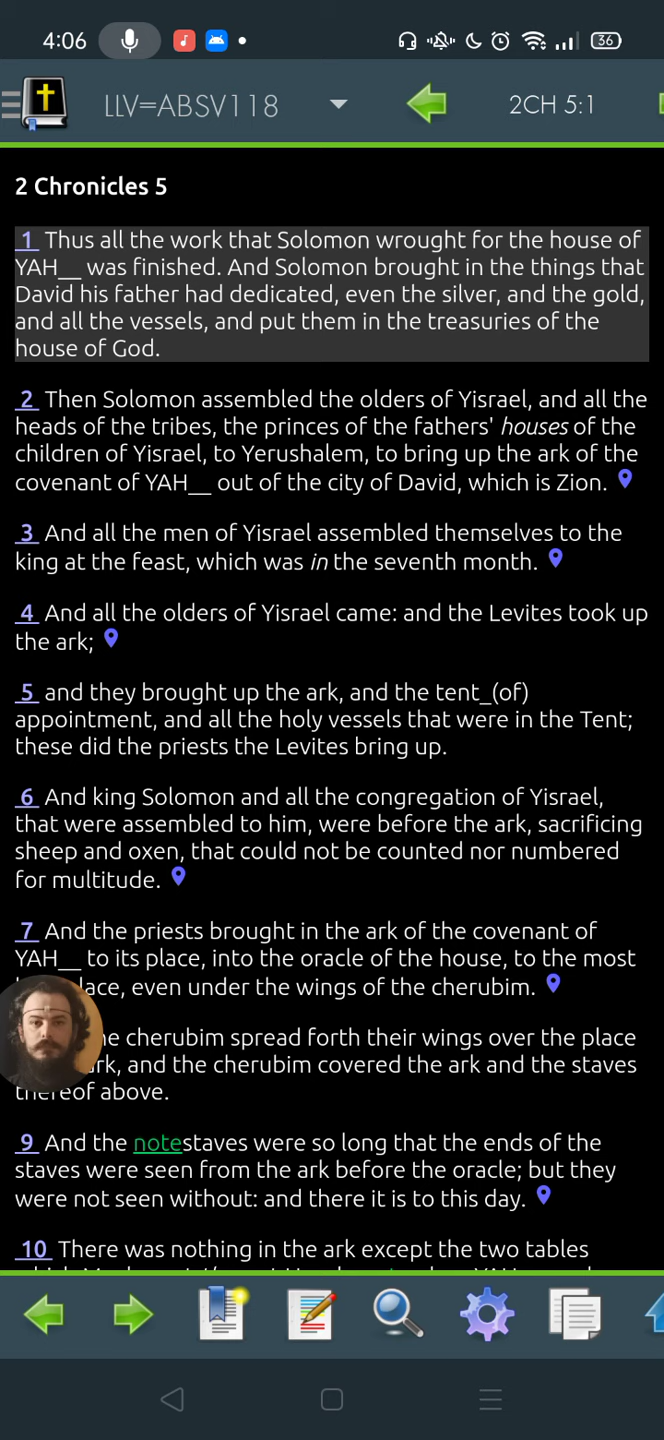 4:06
36
LLV=ABSV118
2CH 5:1
2 Chronicles 5
1 Thus all the work that Solomon wrought for the house of
YAH__ was finished. And Solomon brought in the things that
David his father had dedicated, even the silver, and the gold,
and all the vessels, and put them in the treasuries of the
house of God.
2 Then Solomon assembled the olders of Yisrael, and all the
heads of the tribes, the princes of the fathers' houses of the
children of Yisrael, to Yerushalem, to bring up the ark of the
covenant of YAH__ out of the city of David, which is Zion.
3 And all the men of Yisrael assembled themselves to the
king at the feast, which was in the seventh month.
4 And all the olders of Yisrael came: and the Levites took up
the ark;
5 and they brought up the ark, and the tent_(of)
appointment, and all the holy vessels that were in the Tent;
these did the priests the Levites bring up.
6 And king Solomon and all the congregation of Yisrael,
that were assembled to him, were before the ark, sacrificing
sheep and oxen, that could not be counted nor numbered
for multitude.
7 And the priests brought in the ark of the covenant of
YAH__ to its place, into the oracle of the house, to the most
even under the wings of the cherubim.
cherubim spread forth their wings over the place
and the cherubim covered the ark and the staves
thereof above.
9 And the notestaves were so long that the ends of the
staves were seen from the ark before the oracle; but they
were not seen without: and there it is to this day.
10 There was nothing in the ark except the two tables